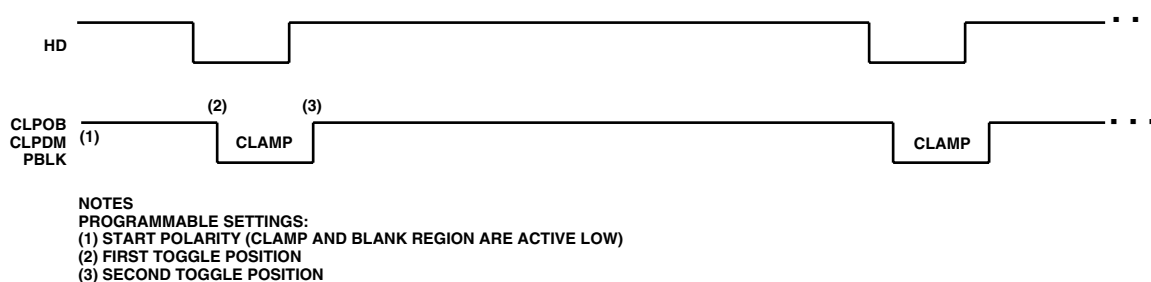 HD
(2) (3)
CLPOB
CLPDM (1)
PBLK
CLAMP CLAMP
NOTES
PROGRAMMABLE SETTINGS:
(1) START POLARITY (CLAMP AND BLANK REGION ARE ACTIVE LOW)
(2) FIRST TOGGLE POSITION
(3) SECOND TOGGLE POSITION